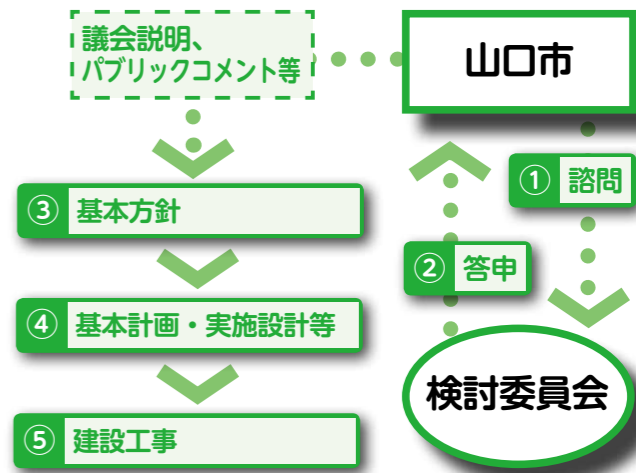 議会説明、
パブリックコメント等
山口市
① 諮問
② 答申
検討委員会
③ 基本方針
④ 基本計画・実施設計等
⑤ 建設工事